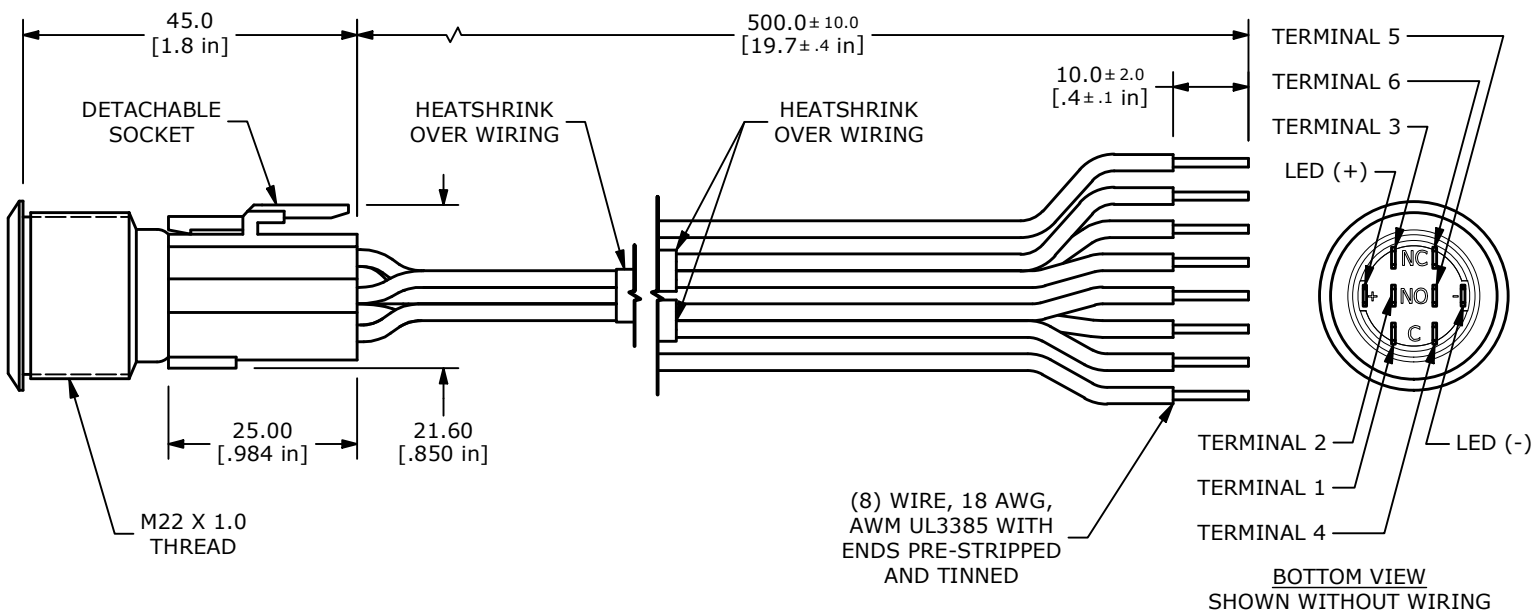 45.0
[1.8 in]
500.0±10.0
[19.7±.4 in]
10.0±2.0
[.4±.1 in]
TERMINAL 5
TERMINAL 6
TERMINAL 3
LED (+)
DETACHABLE
SOCKET
HEATSHRINK
OVER WIRING
HEATSHRINK
OVER WIRING
NC
+ NO -
C
25.00
[.984 in]
21.60
[.850 in]
M22 X 1.0
THREAD
(8) WIRE, 18 AWG,
AWM UL3385 WITH
ENDS PRE-STRIPPED
AND TINNED
TERMINAL 2
LED (-)
TERMINAL 1
TERMINAL 4
BOTTOM VIEW
SHOWN WITHOUT WIRING